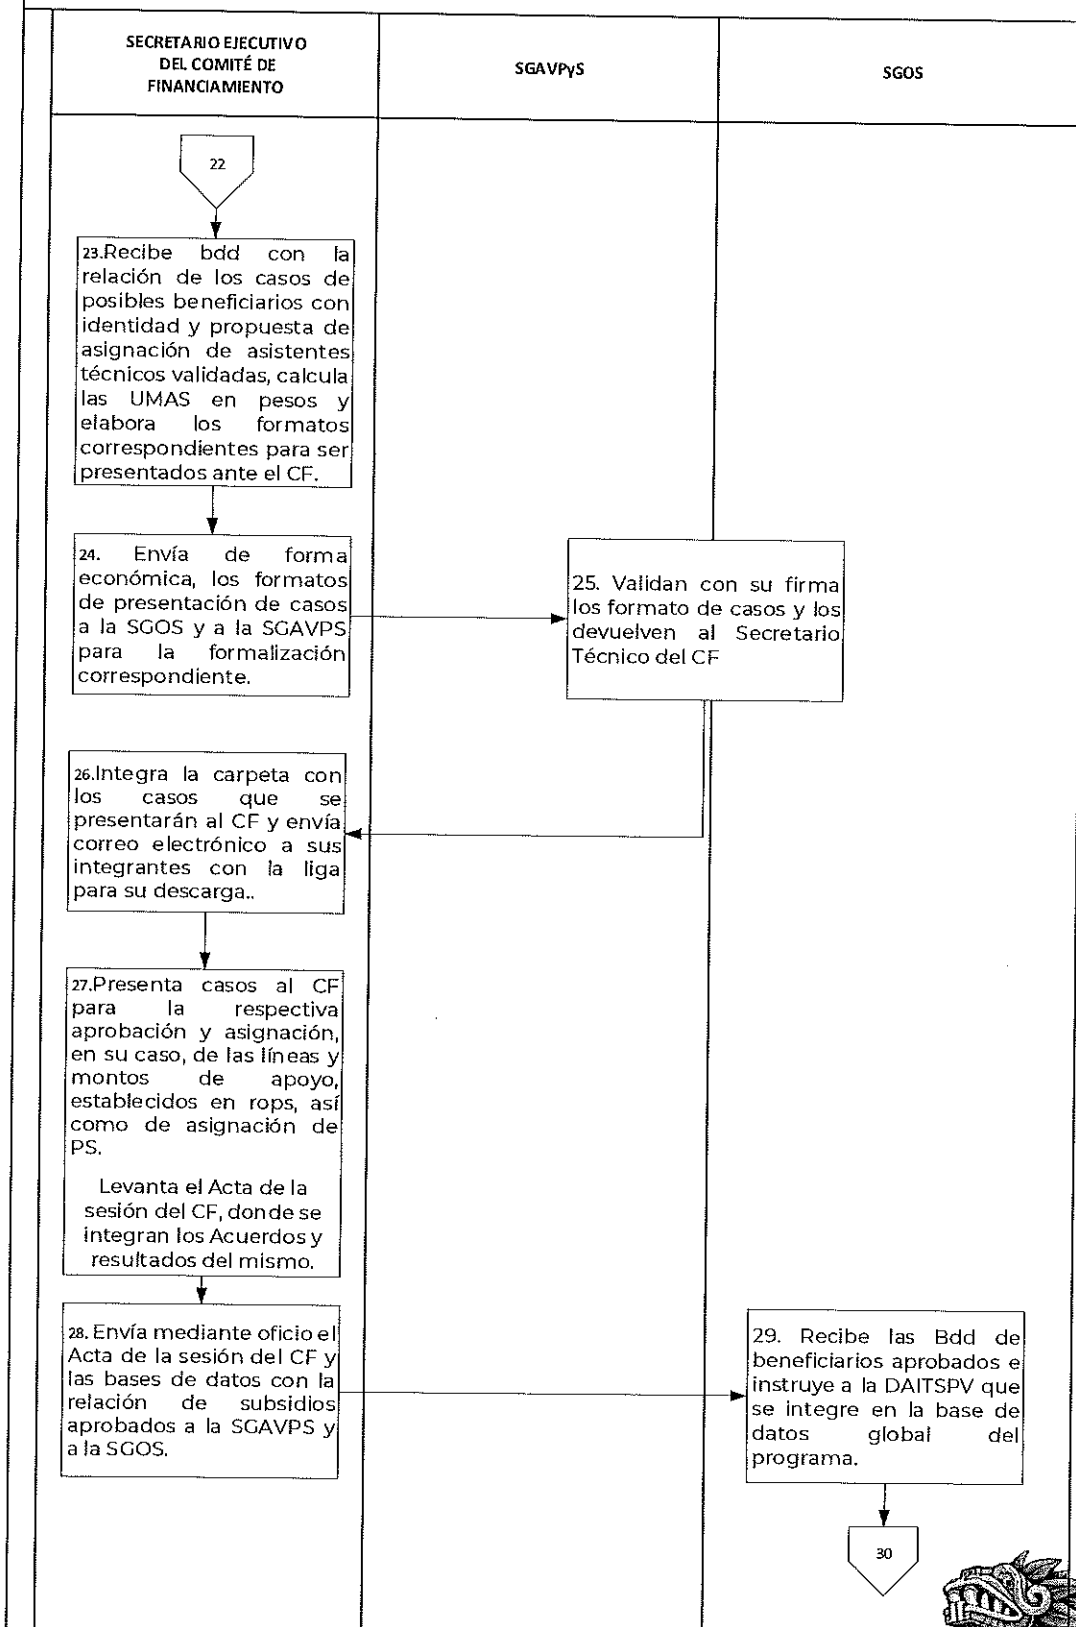 SECRETARIO EJECUTIVO
DEL COMITÉ DE
FINANCIAMIENTO
SGAVPyS
SGOS
22
23.Recibe bdd con la
relación de los casos de
posibles beneficiarios con
identidad y propuesta de
asignación de asistentes
técnicos validadas, calcula
las UMAS en pesos y
elabora los formatos
correspondientes para ser
presentados ante el CF.
24. Envía de forma
económica, los formatos
de presentación de casos
a la SGOS y a la SGAVPS
para la formalización
correspondiente.
25. Validan con su firma
los formato de casos y los
devuelven al Secretario
Técnico del CF
26.Integra la carpeta con
los casos que se
presentarán al CF y envía
correo electrónico a sus
integrantes con la liga
para su descarga..
27.Presenta casos al CF
para la respectiva
aprobación y asignación,
en su caso, de las líneas y
montos de apoyo,
establecidos en rops, así
como de asignación de
PS.
Levanta el Acta de la
sesión del CF, donde se
integran los Acuerdos y
resultados del mismo.
28. Envía mediante oficio el
Acta de la sesión del CF y
las bases de datos con la
relación de subsidios
aprobados a la SGAVPS y
a la SGOS.
29. Recibe las Bdd de
beneficiarios aprobados e
instruye a la DAITSPV que
se integre en la base de
datos global del
programa.
30